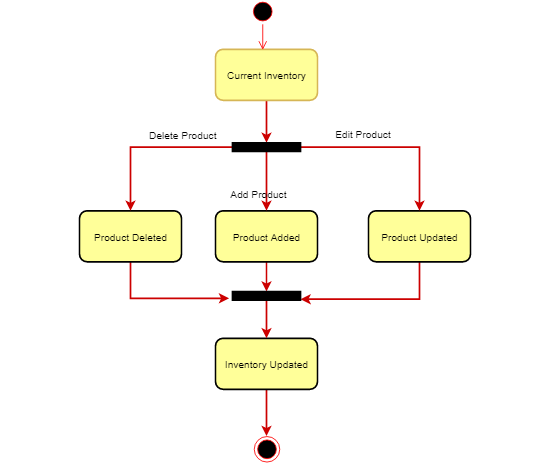 Current Inventory
Delete Product
Edit Product
Add Product
Product Deleted
Product Added
Product Updated
Inventory Updated